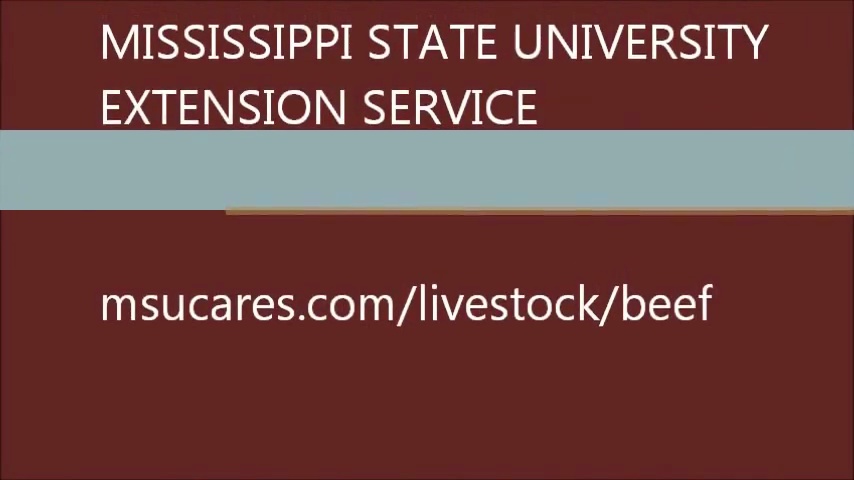 MISSISSIPPI STATE UNIVERSITY
EXTENSION SERVICE
msucares.com/livestock/beef